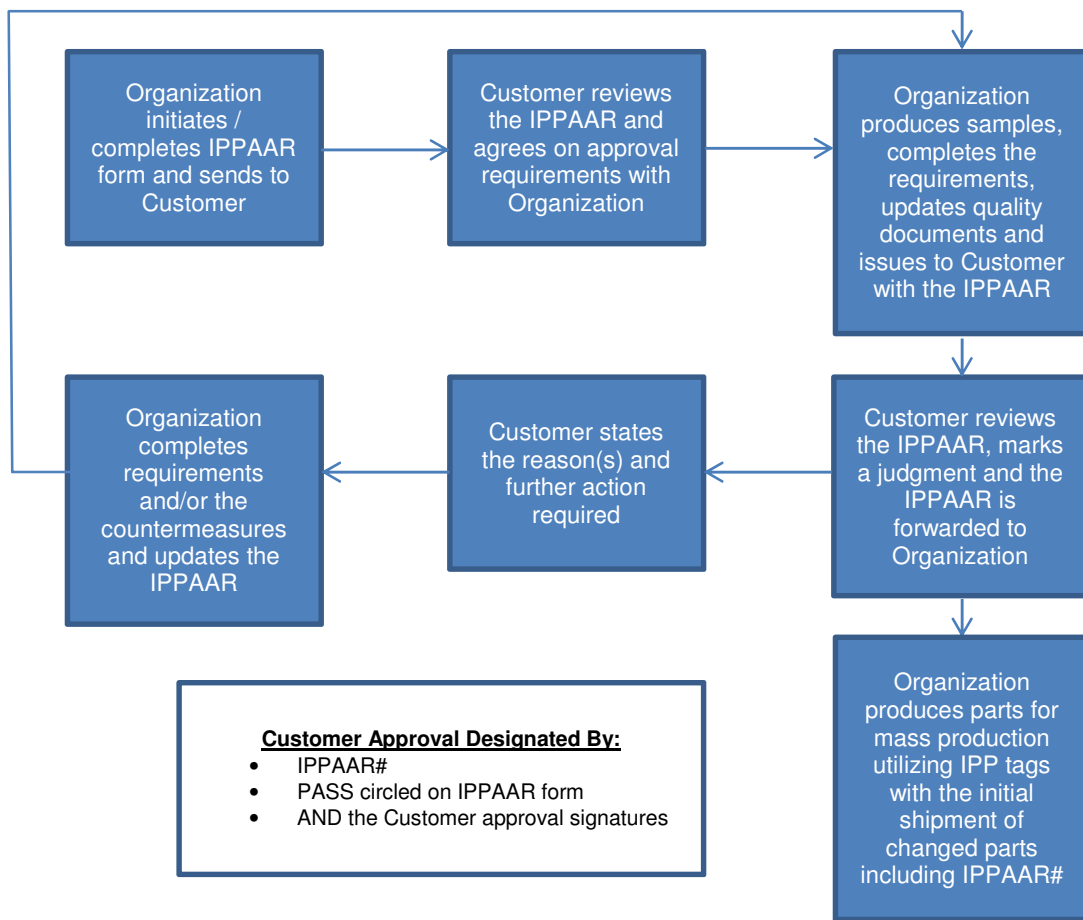 Organization
initiates /
completes IPPAAR
form and sends to
Customer
Customer reviews
the IPPAAR and
agrees on approval
requirements with
Organization
Organization
produces samples,
completes the
requirements,
updates quality
documents and
issues to Customer
with the IPPAAR
Organization
completes
requirements
and/or the
countermeasures
and updates the
IPPAAR
Customer states
the reason(s) and
further action
required
Customer reviews
the IPPAAR, marks
a judgment and the
IPPAAR is
forwarded to
Organization
Customer Approval Designated By:
• IPPAAR#
• PASS circled on IPPAAR form
• AND the Customer approval signatures
Organization
produces parts for
mass production
utilizing IPP tags
with the initial
shipment of
changed parts
including IPPAAR#